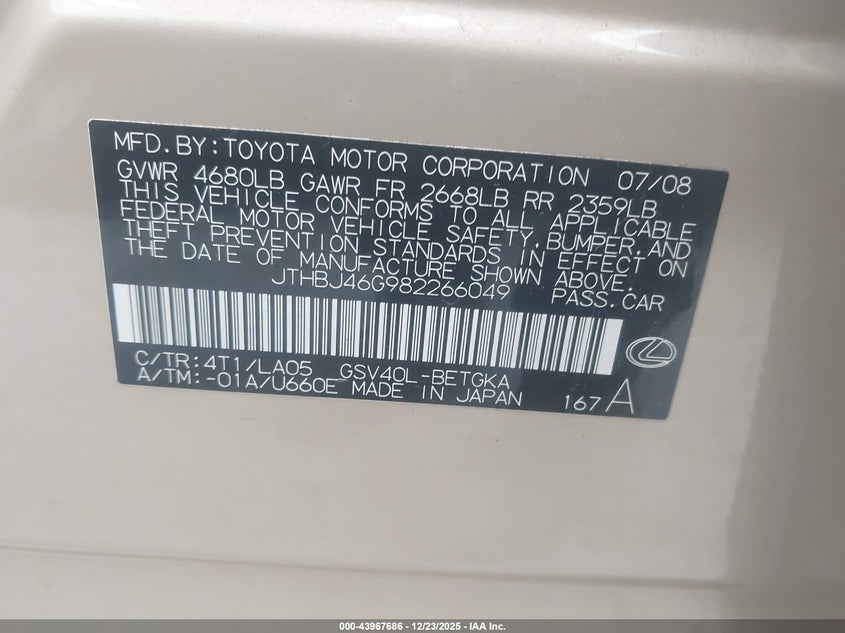 MFD.BY:TOYOTA MOTOR CORPORATION 07/08
GVWR 4680LB GAWR FR 2668LB RR 2359LB
THIS VEHICLE CONFORMS TO ALL APPLICABLE
FEDERAL MOTOR VEHICLE SAFETY,BUMPER,AND
THEFT PREVENTION STANDARDS IN EFFECT ON
THE DATE OF MANUFACTURE SHOWN ABOVE.
JTHBJ46G982266049 PASS.CAR
C/TR:4T1/LA05 GSV40L-BETGKA
A/TM:-01A/U660E MADE IN JAPAN 167A
000-43967686 - 12/23/2025 - IAA Inc.